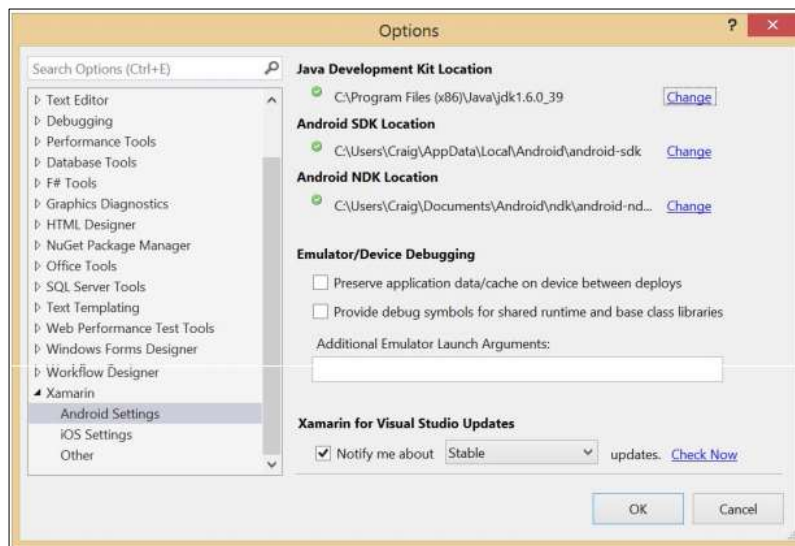 Options
?
Search Options (Ctrl+E)
Text Editor
Debugging
Performance Tools
Database Tools
F# Tools
Graphics Diagnostics
HTML Designer
NuGet Package Manager
Office Tools
SQL Server Tools
Text Templating
Web Performance Test Tools
Windows Forms Designer
Workflow Designer
Xamarin
Android Settings
iOS Settings
Other
Java Development Kit Location
C:\Program Files (x86)\Java\jdk1.6.0_39 Change
Android SDK Location
C:\Users\Craig\AppData\Local\Android\android-sdk Change
Android NDK Location
C:\Users\Craig\Documents\Android\ndk\android-nd... Change
Emulator/Device Debugging
Preserve application data/cache on device between deploys
Provide debug symbols for shared runtime and base class libraries
Additional Emulator Launch Arguments:
Xamarin for Visual Studio Updates
Notify me about Stable updates. Check Now
OK Cancel